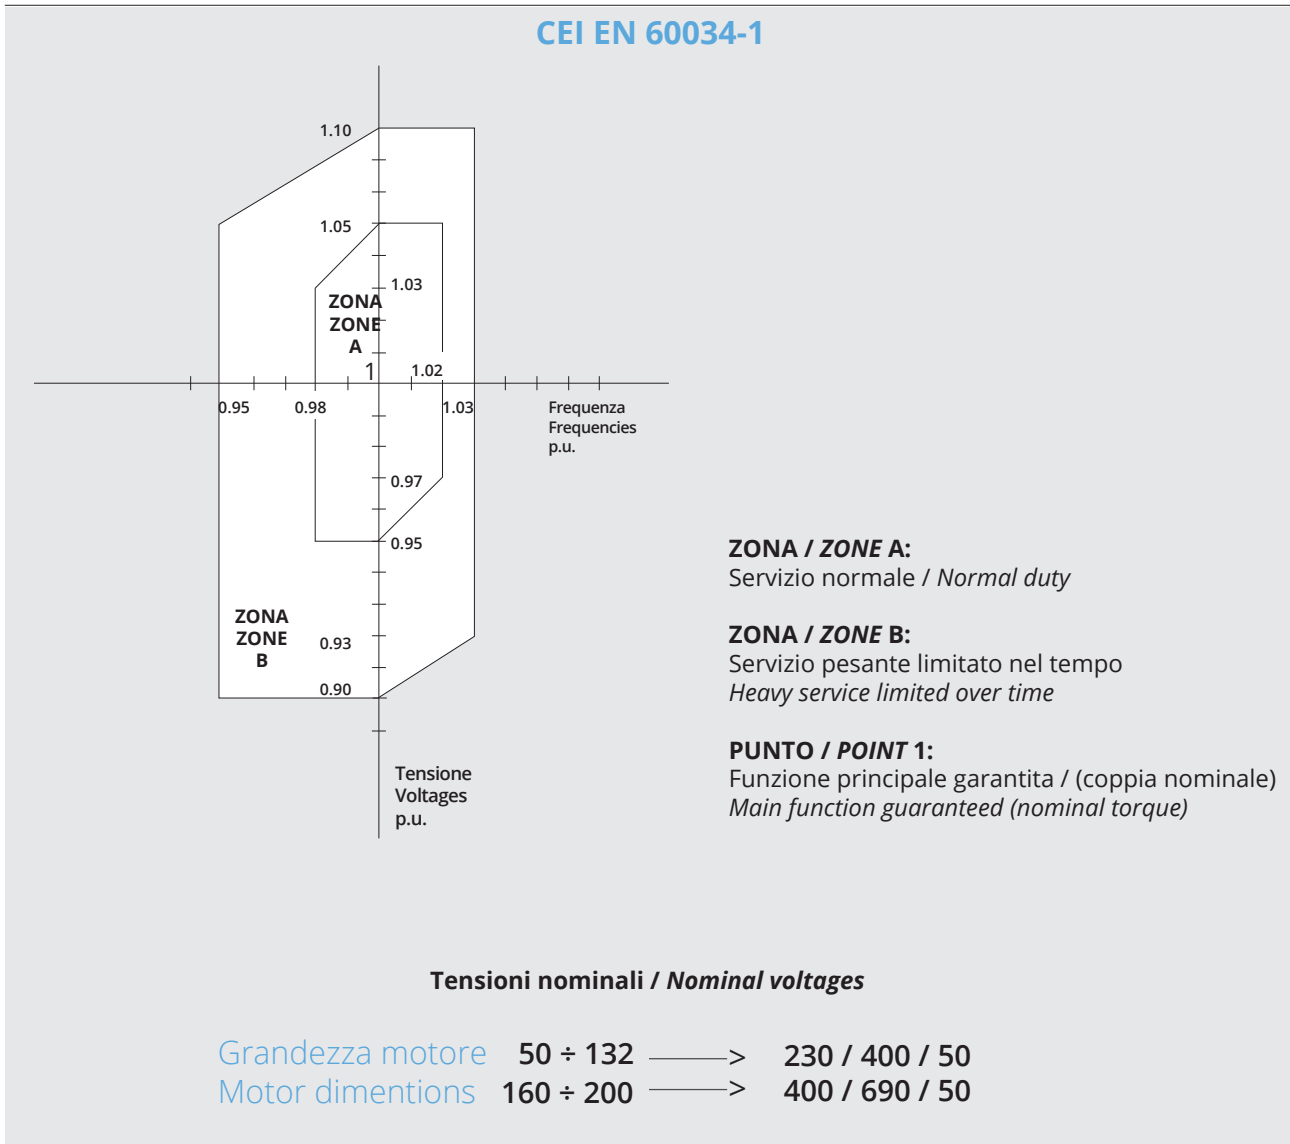 CEI EN 60034-1
1.10
1.05
1.03
ZONA
ZONE
A
1
1.02
0.95
0.98
1.03
Frequenza
Frequencies
p.u.
0.97
0.95
ZONA
ZONE
B
0.93
0.90
Tensione
Voltages
p.u.
ZONA / ZONE A:
Servizio normale / Normal duty
ZONA / ZONE B:
Servizio pesante limitato nel tempo
Heavy service limited over time
PUNTO / POINT 1:
Funzione principale garantita / (coppia nominale)
Main function guaranteed (nominal torque)
Tensioni nominali / Nominal voltages
Grandezza motore 50 ÷ 132 > 230 / 400 / 50
Motor dimentions 160 ÷ 200 > 400 / 690 / 50